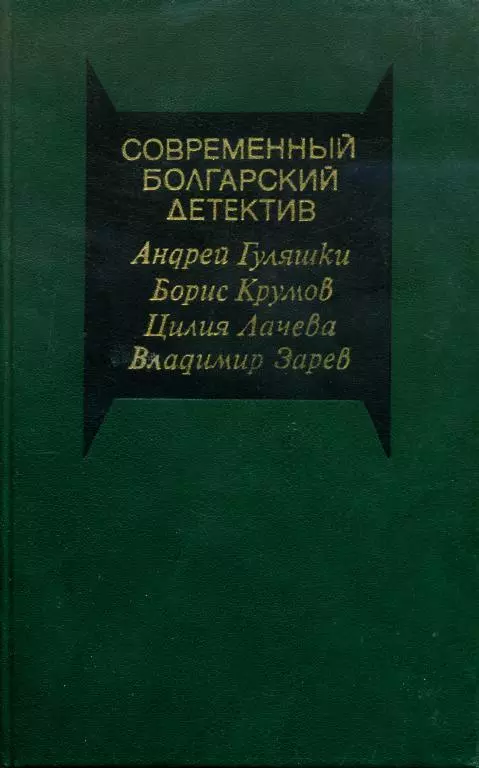 СОВРЕМЕННЫЙ
БОЛГАРСКИЙ
ДЕТЕКТИВ
Андрей Гуляшки
Борис Крумов
Цилия Лачева
Владимир Зарев